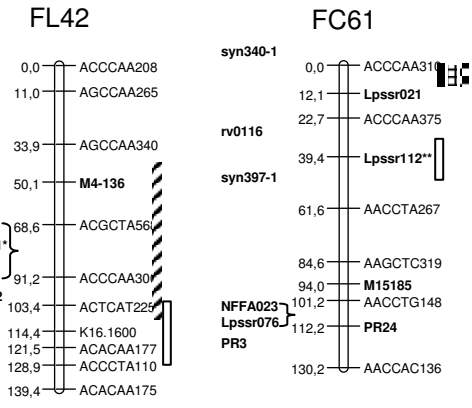 FL42
0,0 ACCCAA208
11,0 AGCCAA265
33,9 AGCCAA340
50,1 M4-136
68,6
91,2
103,4 ACTCAT225
114,4 K16.1600
121,5 ACACAA177
128,9 ACCCTA110
139,4 ACACAA175
FC61
syn340-1
0,0
12,1 Lpssr021
22,7 ACCCAA375
rv0116
39,4 Lpssr112**
syn397-1
61,6 AACCTA267
84,6 AAGCTC319
94,0 M15185
101,2 AACCTG148
NFFA023
Lpssr076
112,2 PR24
PR3
130,2 AACCAC136